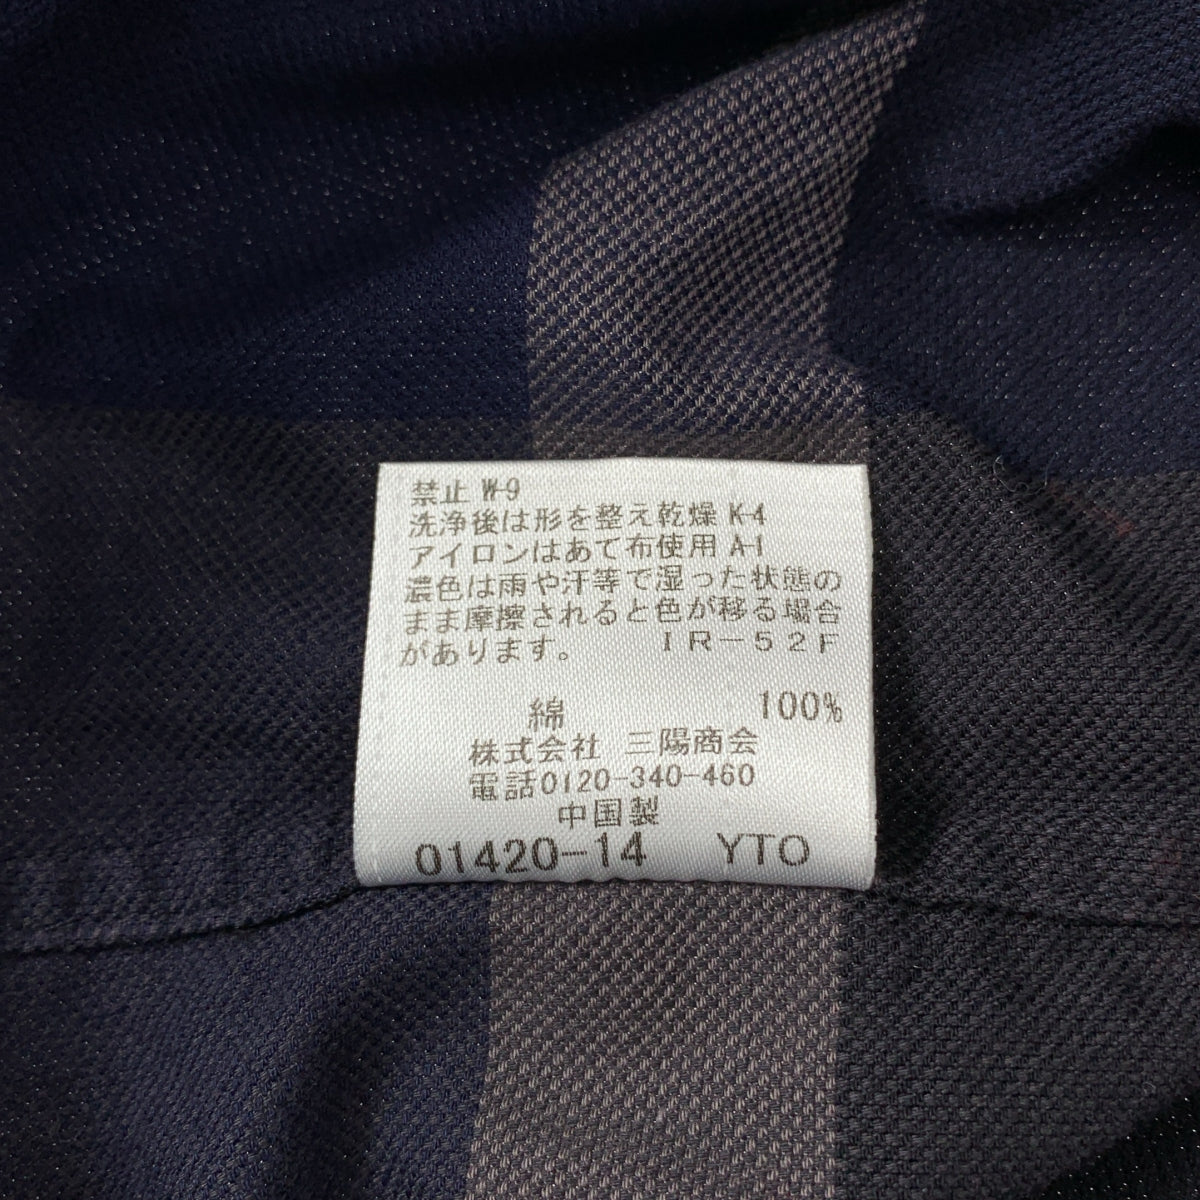 禁止 W-9
洗浄後は形を整え乾燥 K-4
アイロンはあて布使用 A-1
濃色は雨や汗等で湿った状態の
まま摩擦されると色が移る場合
があります。 IR-52F
綿 100%
株式会社 三陽商会
電話0120-340-460
中国製
01420-14 YTO